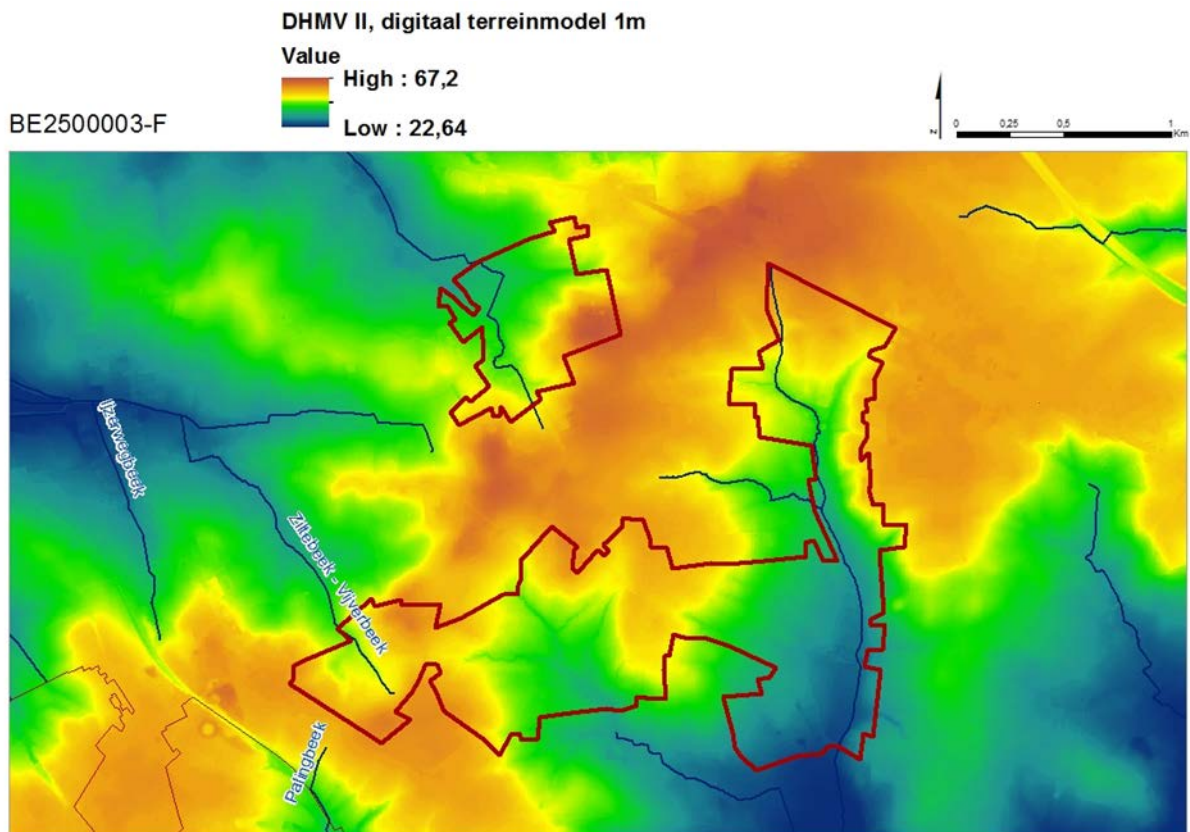 DHMV II, digitaal terreinmodel 1m
Value
High : 67,2
Low : 22,64
BE2500003-F
N
0 0,25 0,5 1
Km
Ijzerwegbeek
Zillebeek - Vijverbeek
Palingbeek